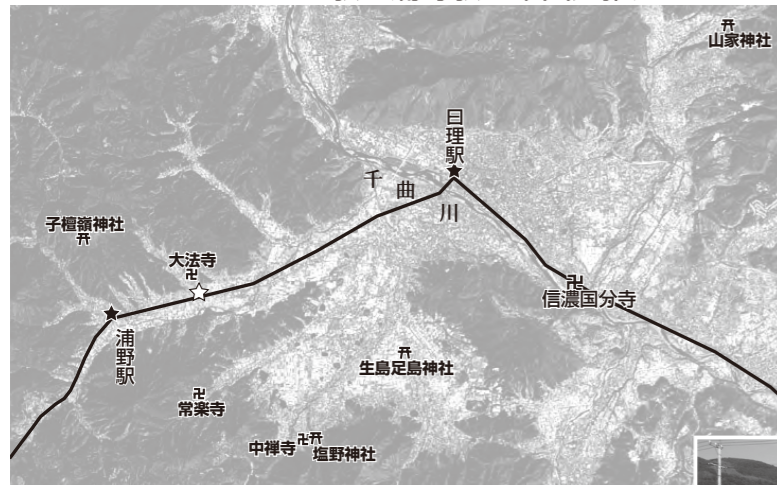 山家神社
曰理駅
千曲川
子檀嶺神社
大法寺
信濃国分寺
浦野駅
生島足島神社
常楽寺
中禅寺
塩野神社